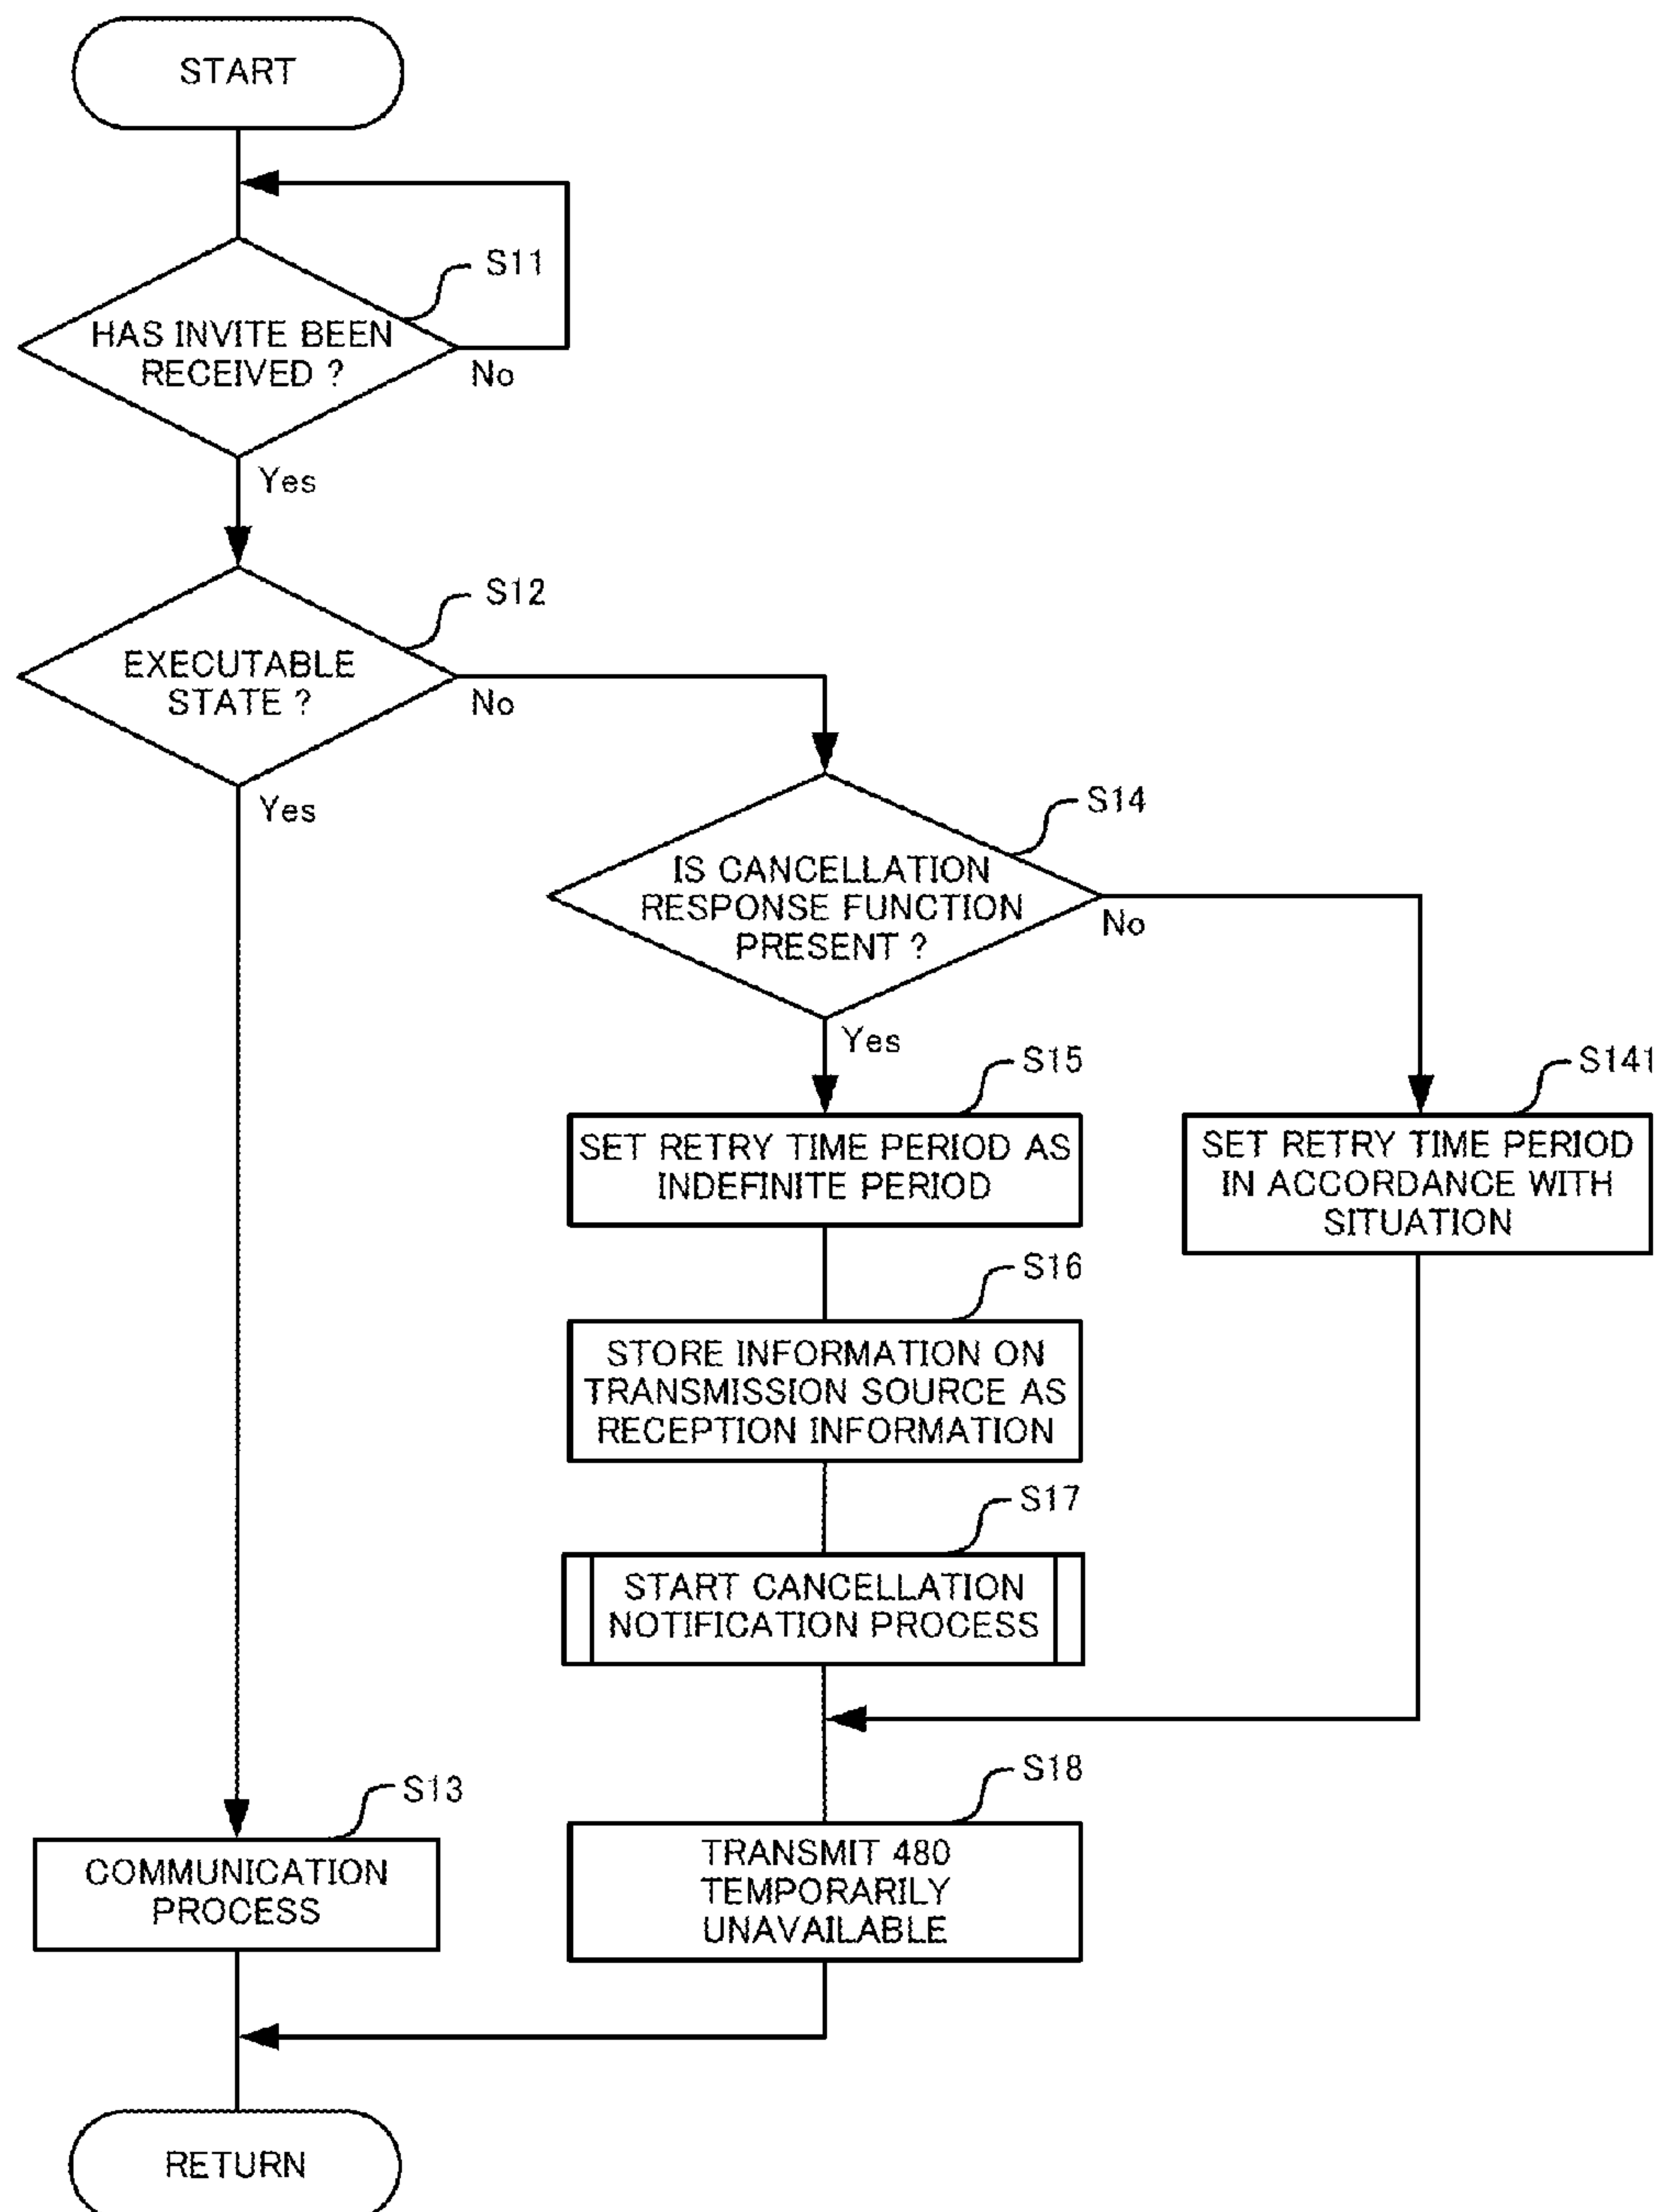 START
S11
HAS INVITE BEEN
RECEIVED ?
No
Yes
S12
EXECUTABLE
STATE ?
No
Yes
S14
IS CANCELLATION
RESPONSE FUNCTION
PRESENT ?
No
Yes
S15
SET RETRY TIME PERIOD AS
INDEFINITE PERIOD
S141
SET RETRY TIME PERIOD
IN ACCORDANCE WITH
SITUATION
S16
STORE INFORMATION ON
TRANSMISSION SOURCE AS
RECEPTION INFORMATION
S17
START CANCELLATION
NOTIFICATION PROCESS
S18
TRANSMIT 480
TEMPORARILY
UNAVAILABLE
S13
COMMUNICATION
PROCESS
RETURN